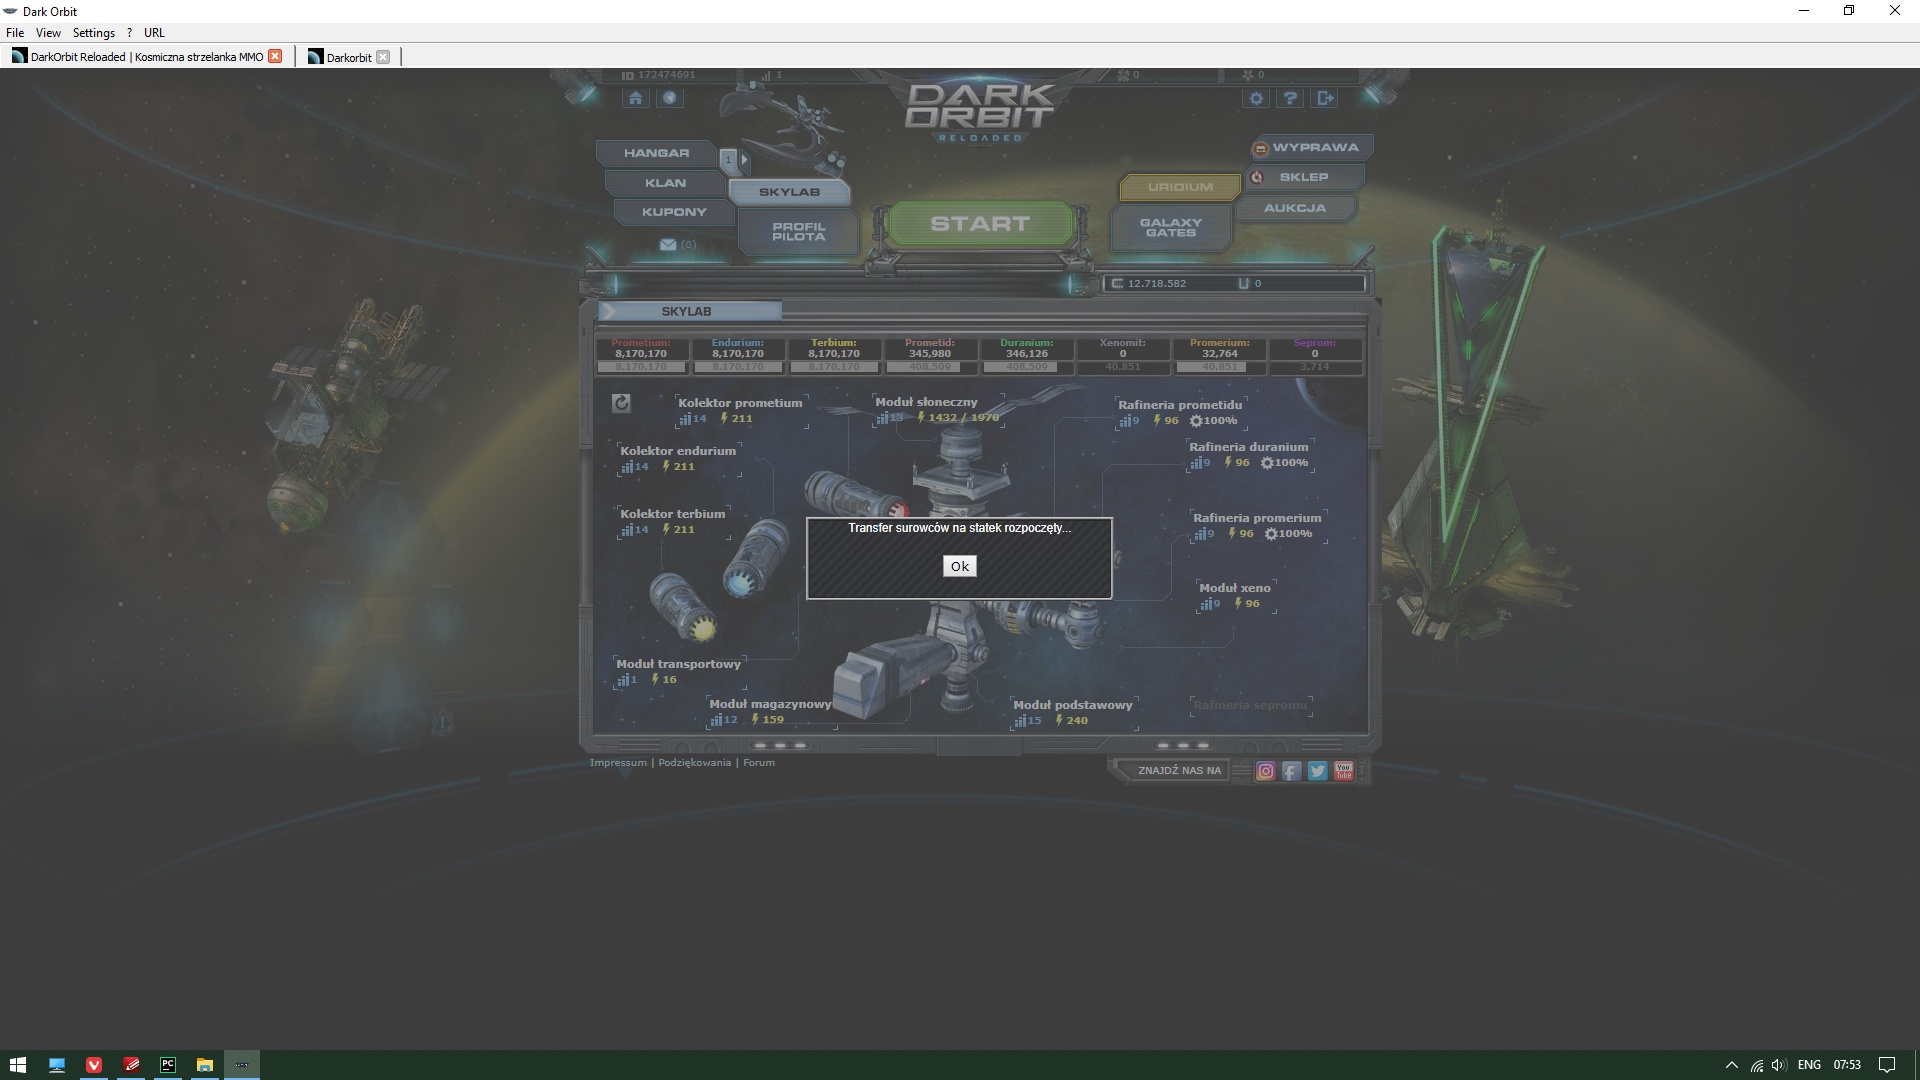 Dark Orbit
File View Settings ? URL
DarkOrbit Reloaded | Kosmiczna strzelanka MMO
Darkorbit
ID 172474691
1
0
0
DARK
ORBIT
RELOADED
HANGAR
1
KLAN
SKYLAB
KUPONY
PROFIL
PILOTA
(0)
START
URIDIUM
GALAXY
GATES
WYPRAWA
SKLEP
AUKCJA
C 12.718.582
U 0
SKYLAB
Prometium: Endurium: Terbium: Prometid: Duranium: Xenomit: Promerium: Seprom:
8,170,170 8,170,170 8,170,170 345,980 346,126 0 32,764 0
8,170,170 8,170,170 8,170,170 408,509 408,509 40,851 40,851 3,714
Kolektor prometium
14 211
Moduł słoneczny
13 1432 / 1970
Rafineria prometidu
9 96 100%
Kolektor endurium
14 211
Rafineria duranium
9 96 100%
Kolektor terbium
14 211
Rafineria promerium
9 96 100%
Transfer surowców na statek rozpoczęty...
Ok
Moduł xeno
9 96
Moduł transportowy
1 16
Moduł magazynowy
12 159
Moduł podstawowy
15 240
Rafineria sepromu
Impressum | Podziękowania | Forum
ZNAJDŹ NAS NA
You
Tube
PC
ENG 07:53